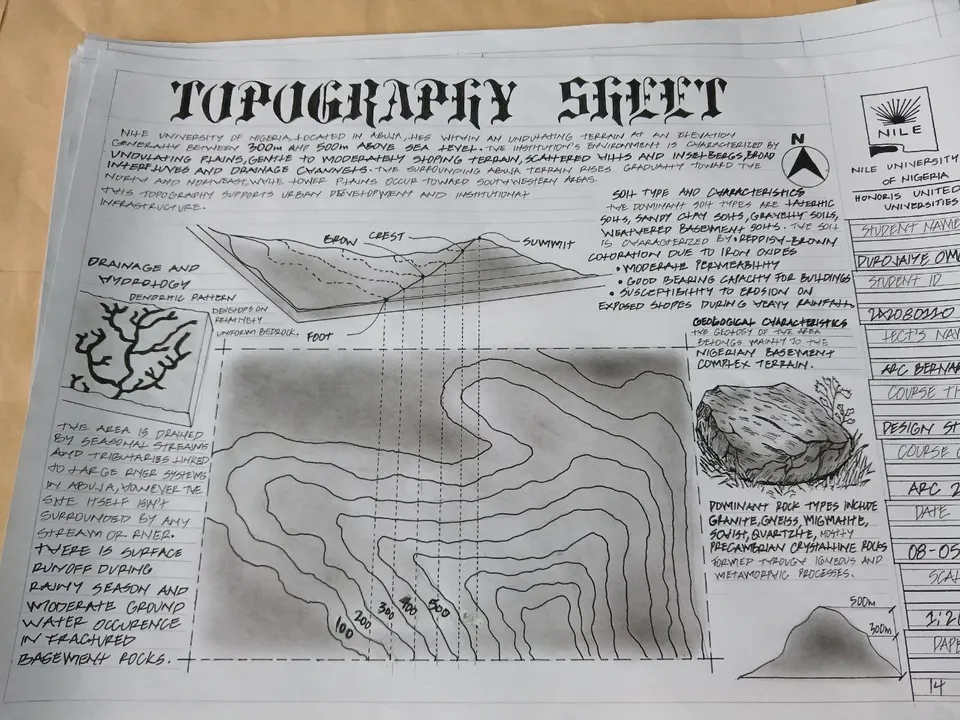 TOPOGRAPHY SHEET
NILE UNIVERSITY OF NIGERIA, LOCATED IN ABUJA, LIES WITHIN AN UNDULATING TERRAIN AT AN ELEVATION
GENERALLY BETWEEN 300m AND 500m ABOVE SEA LEVEL. THE INSTITUTION'S ENVIRONMENT IS CHARACTERIZED BY
UNDULATING PLAINS, GENTLE TO MODERATELY SLOPING TERRAIN, SCATTERED HILLS AND INSELBERGS, BROAD
INTERFLUVES AND DRAINAGE CHANNELS. THE SURROUNDING ABUJA TERRAIN RISES GRADUALLY TOWARD THE
NORTH AND NORTHEAST, WHILE LOWER PLAINS OCCUR TOWARD SOUTHWESTERN AREAS.
THIS TOPOGRAPHY SUPPORTS URBAN DEVELOPMENT AND INSTITUTIONAL
INFRASTRUCTURE.
N
SOIL TYPE AND CHARACTERISTICS
THE DOMINANT SOIL TYPES ARE LATERITIC
SOILS, SANDY CLAY SOILS, GRAVELLY SOILS,
WEATHERED BASEMENT SOILS. THE SOIL
IS CHARACTERIZED BY • REDDISH-BROWN
COLORATION DUE TO IRON OXIDES
• MODERATE PERMEABILITY
• GOOD BEARING CAPACITY FOR BUILDINGS
• SUSCEPTIBILITY TO EROSION ON
EXPOSED SLOPES DURING HEAVY RAINFALL.
BROW
CREST
SUMMIT
FOOT
DRAINAGE AND
HYDROLOGY
DENDRITIC PATTERN
DEVELOPS ON
RELATIVELY
UNIFORM BEDROCK.
THE AREA IS DRAINED
BY SEASONAL STREAMS
AND TRIBUTARIES LINKED
TO LARGE RIVER SYSTEMS
IN ABUJA, HOWEVER THE
SITE ITSELF ISN'T
SURROUNDED BY ANY
STREAM OR RIVER.
THERE IS SURFACE
RUNOFF DURING
RAINY SEASON AND
MODERATE GROUND
WATER OCCURENCE
IN FRACTURED
BASEMENT ROCKS.
100
200
300
400
500
GEOLOGICAL CHARACTERISTICS
THE GEOLOGY OF THE AREA
BELONGS MAINLY TO THE
NIGERIAN BASEMENT
COMPLEX TERRAIN.
DOMINANT ROCK TYPES INCLUDE
GRANITE, GNEISS, MIGMATITE,
SCHIST, QUARTZITE, MOSTLY
PRECAMBRIAN CRYSTALLINE ROCKS
FORMED THROUGH IGNEOUS AND
METAMORPHIC PROCESSES.
500m
300m
NILE
NILE UNIVERSITY
OF NIGERIA
HONORIS UNITED
UNIVERSITIES
STUDENT NAME
DUROJAIYE
STUDENT ID
LECT'S
ARC
COURSE
DESIGN
COURSE
ARC 2
DATE
08-05
14